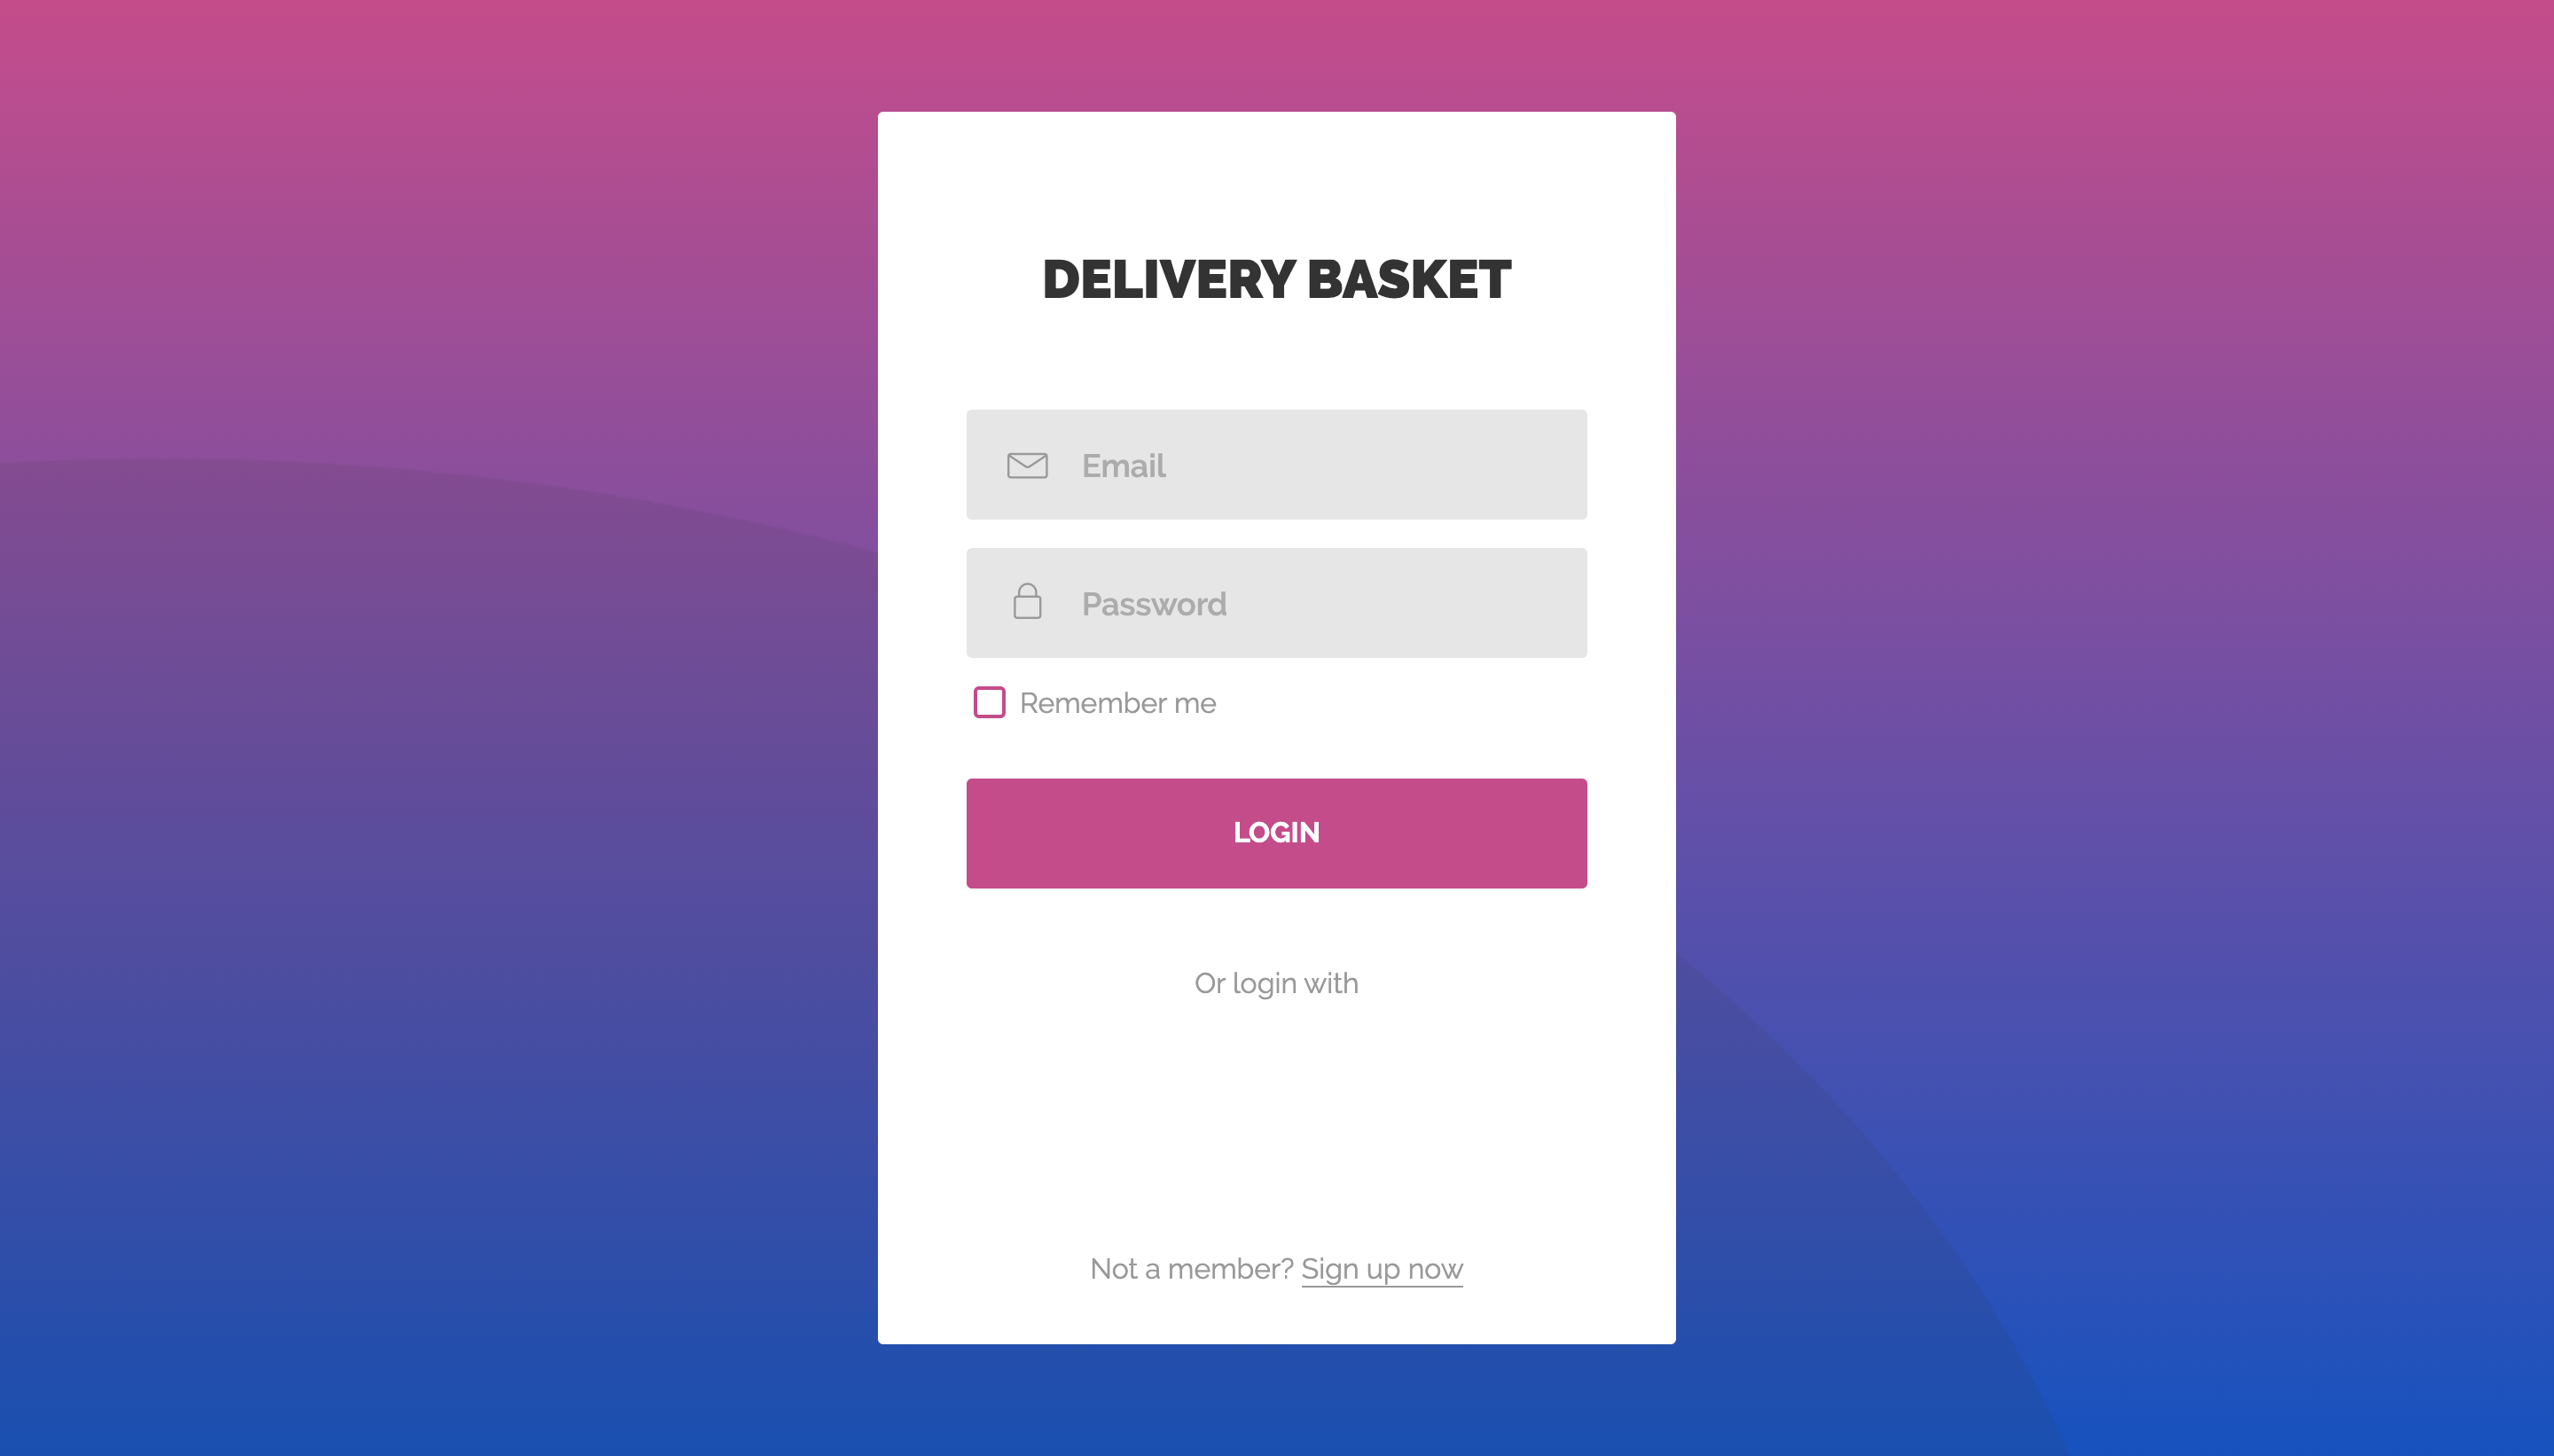 DELIVERY BASKET
Email
Password
Remember me
LOGIN
Or login with
Not a member? Sign up now